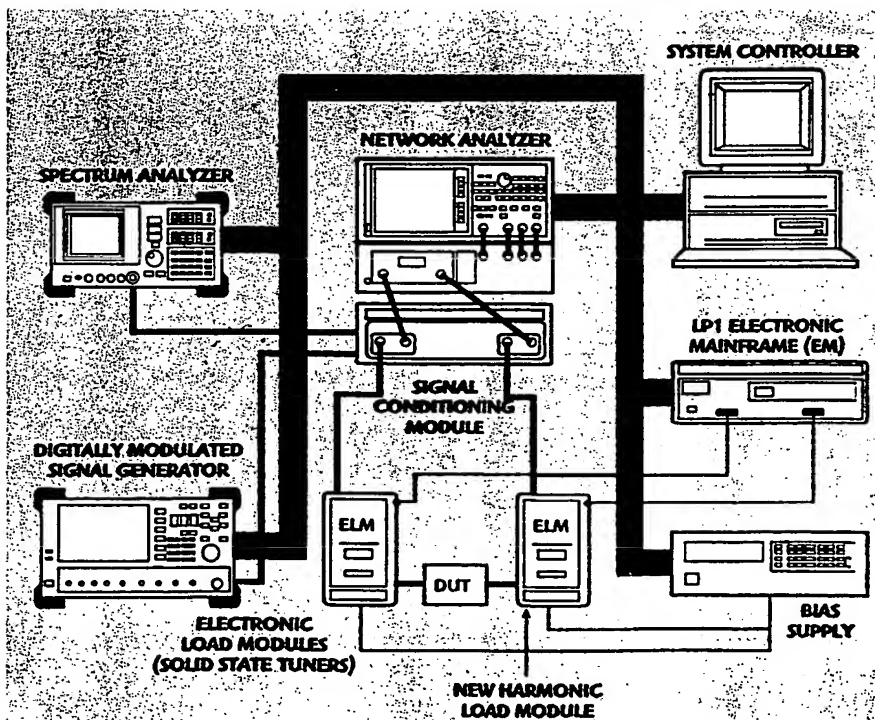 SYSTEM CONTROLLER
NETWORK ANALYZER
SPECTRUM ANALYZER
LP1 ELECTRONIC
MAINFRAME (EM)
SIGNAL
CONDITIONING
MODULE
DIGITALLY MODULATED
SIGNAL GENERATOR
ELM
ELM
DUT
ELECTRONIC
LOAD MODULES
(SOLID STATE TUNERS)
BIAS
SUPPLY
NEW HARMONIC
LOAD MODULE